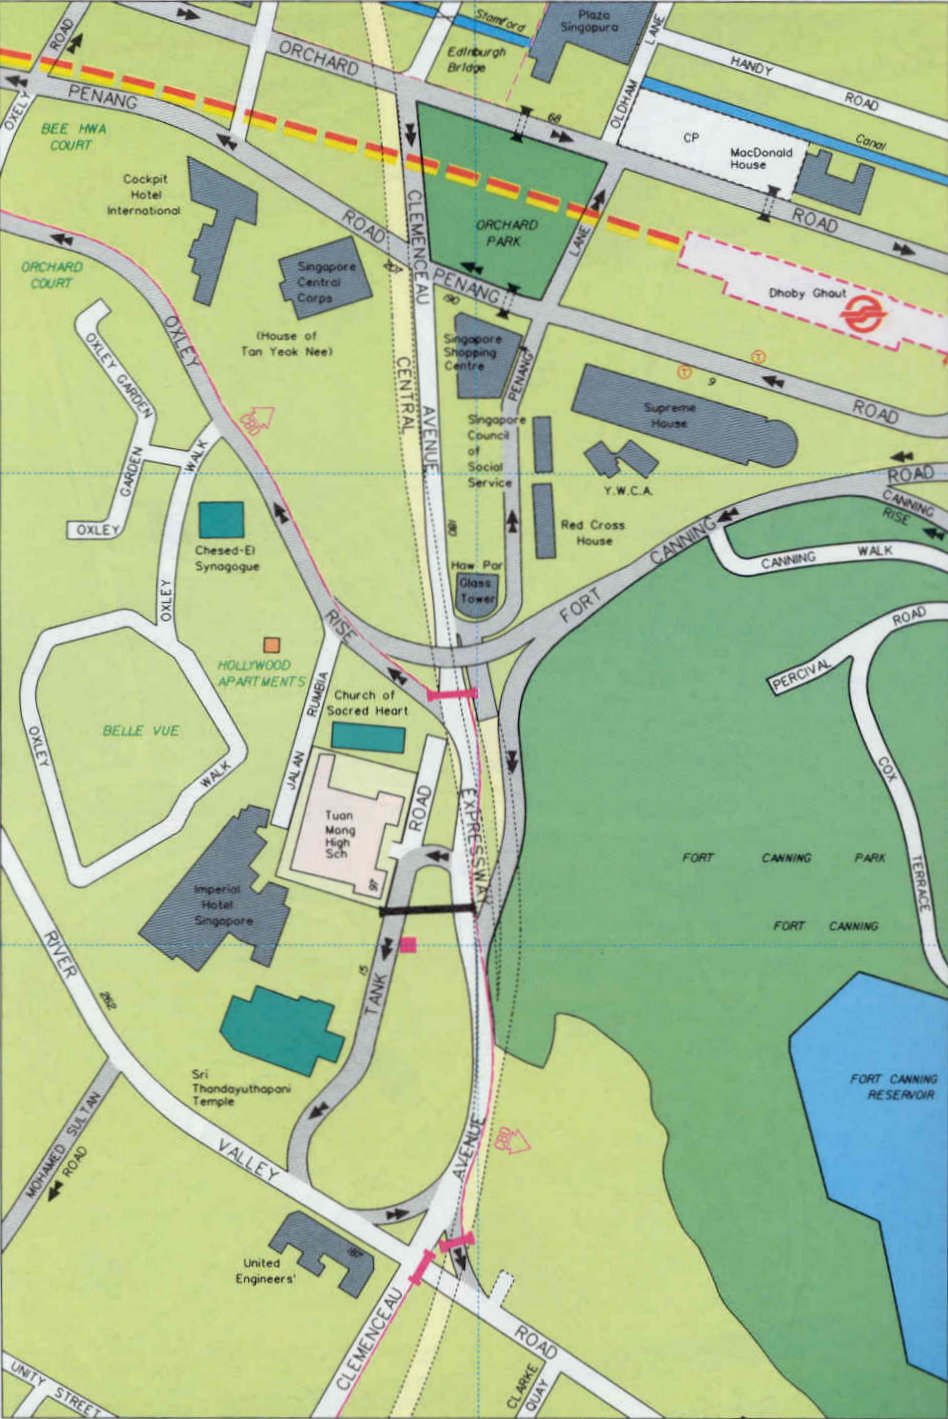 ROAD
OXELY
PENANG
ORCHARD
Stamford
Edinburgh
Bridge
Plaza
Singapura
LANE
OLDHAM
HANDY
ROAD
Canal
CP
MacDonald
House
68
ROAD
BEE HWA
COURT
Cockpit
Hotel
International
ORCHARD
COURT
ROAD
CLEMENCEAU
ORCHARD
PARK
LANE
PENANG
190
Dhoby Ghaut
Singapore
Central
Corps
(House of
Tan Yeok Nee)
OXLEY
OXLEY GARDEN
GARDEN
OXLEY
WALK
CBD
CENTRAL
AVENUE
Singapore
Shopping
Centre
PENANG
T
T
9
ROAD
Supreme
House
Singapore
Council
of
Social
Service
Y.W.C.A.
Red Cross
House
ROAD
CANNING
RISE
CANNING
WALK
FORT
CANNING
Chesed-El
Synagogue
OXLEY
181
Haw Par
Glass
Tower
RISE
HOLLYWOOD
APARTMENTS
RUMBIA
JALAN
Church of
Sacred Heart
BELLE VUE
OXLEY
WALK
PERCIVAL
ROAD
COX
TERRACE
ROAD
EXPRESSWAY
Tuan
Mong
High
Sch
97
Imperial
Hotel
Singapore
FORT CANNING PARK
FORT CANNING
RIVER
262
15
TANK
Sri
Thandayuthapani
Temple
FORT CANNING
RESERVOIR
MOHAMED SULTAN
ROAD
VALLEY
AVENUE
CBD
United
Engineers'
187
CLEMENCEAU
ROAD
CLARKE
QUAY
UNITY STREET